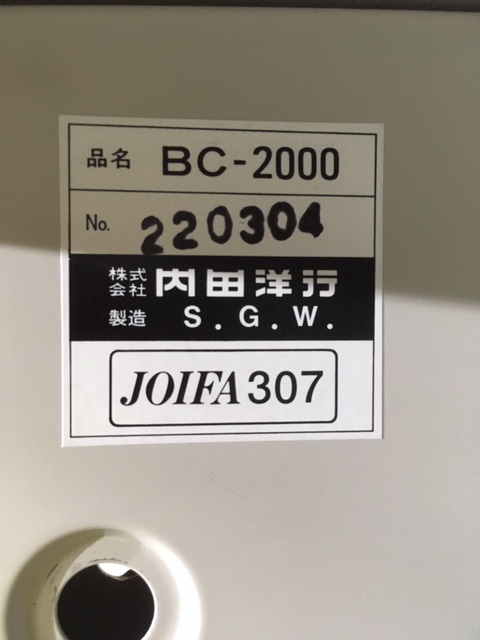 品名 BC-2000
No. 220304
株式会社 内田洋行
製造 S.G.W.
JOIFA 307